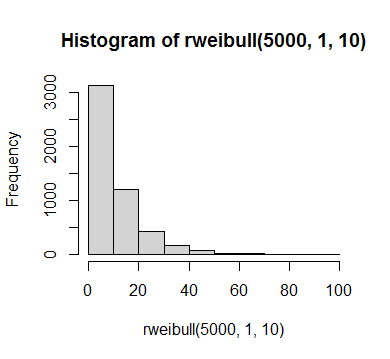 Histogram of rweibull(5000, 1, 10)
Frequency
3000
2000
1000
0
0 20 40 60 80 100
rweibull(5000, 1, 10)